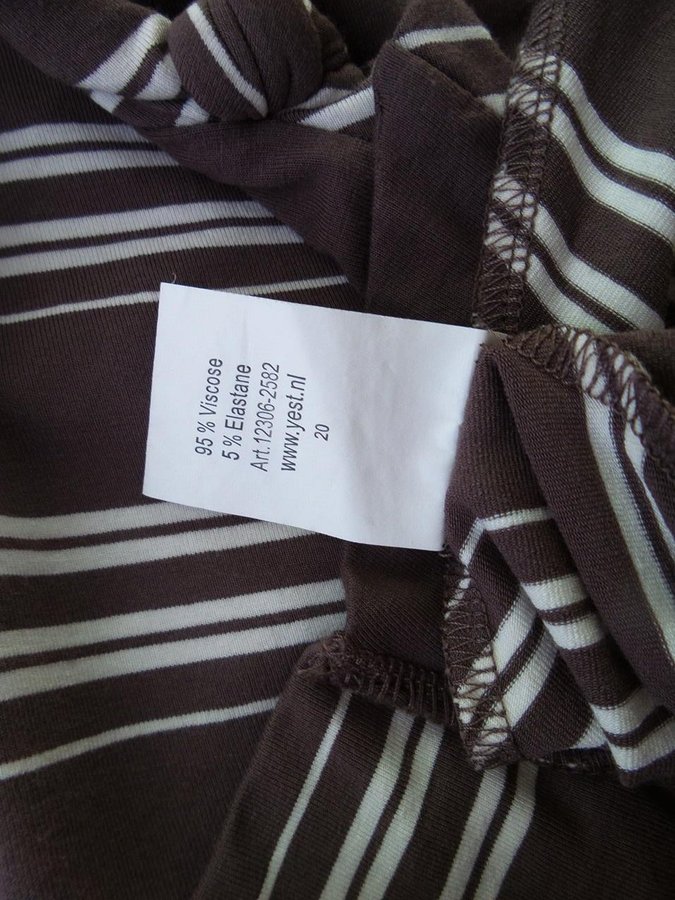 95 % Viscose
5 % Elastane
Art.12306-2582
www.yest.nl
20